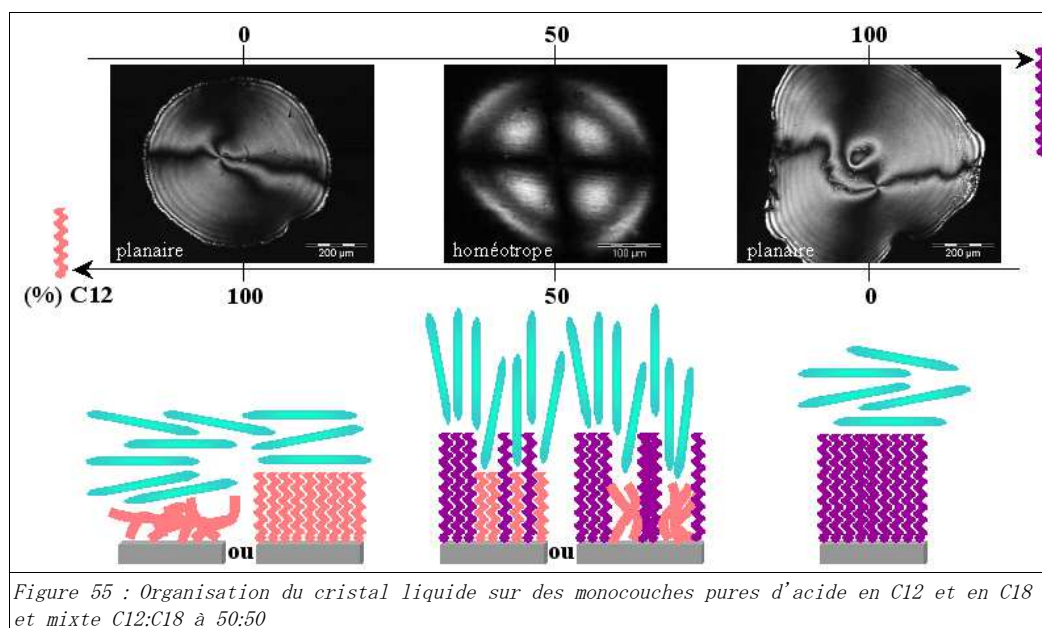 0 50 100
planaire
200 µm
homéotrope
100 µm
planaire
200 µm
(%) C12 100 50 0
ou
ou
Figure 55 : Organisation du cristal liquide sur des monocouches pures d'acide en C12 et en C18
et mixte C12:C18 à 50:50